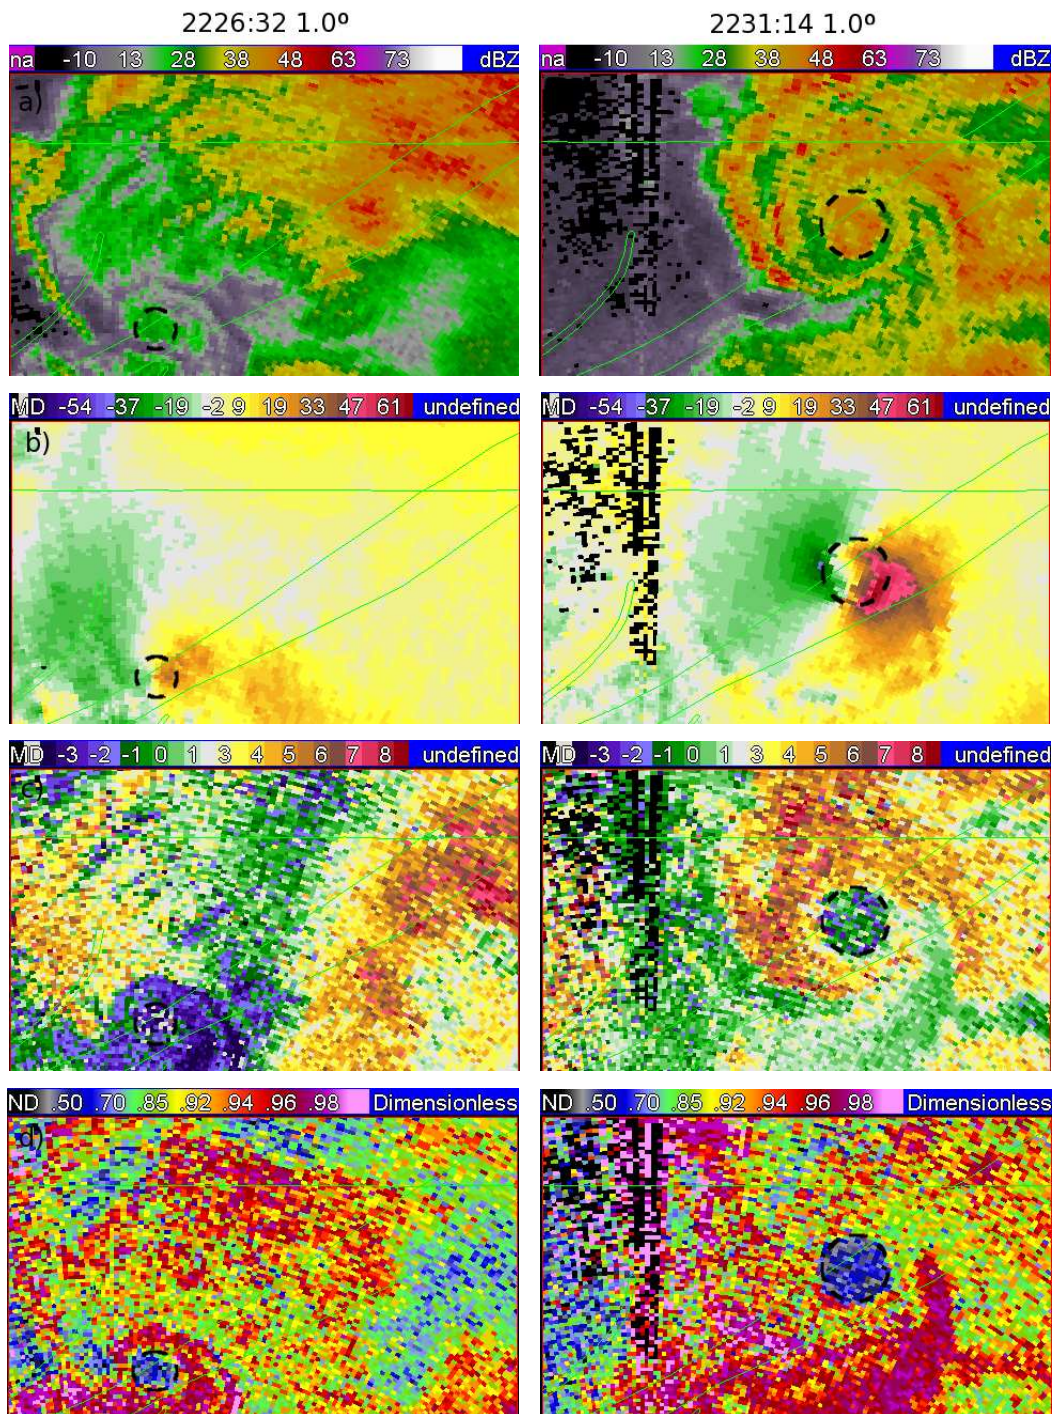 2226:32 1.0º
2231:14 1.0º
na -10 13 28 38 48 63 73 dBZ
na -10 13 28 38 48 63 73 dBZ
a)
MD -54 -37 -19 -2 9 19 33 47 61 undefined
MD -54 -37 -19 -2 9 19 33 47 61 undefined
b)
MD -3 -2 -1 0 1 3 4 5 6 7 8 undefined
MD -3 -2 -1 0 1 3 4 5 6 7 8 undefined
c)
ND .50 .70 .85 .92 .94 .96 .98 Dimensionless
ND .50 .70 .85 .92 .94 .96 .98 Dimensionless
d)